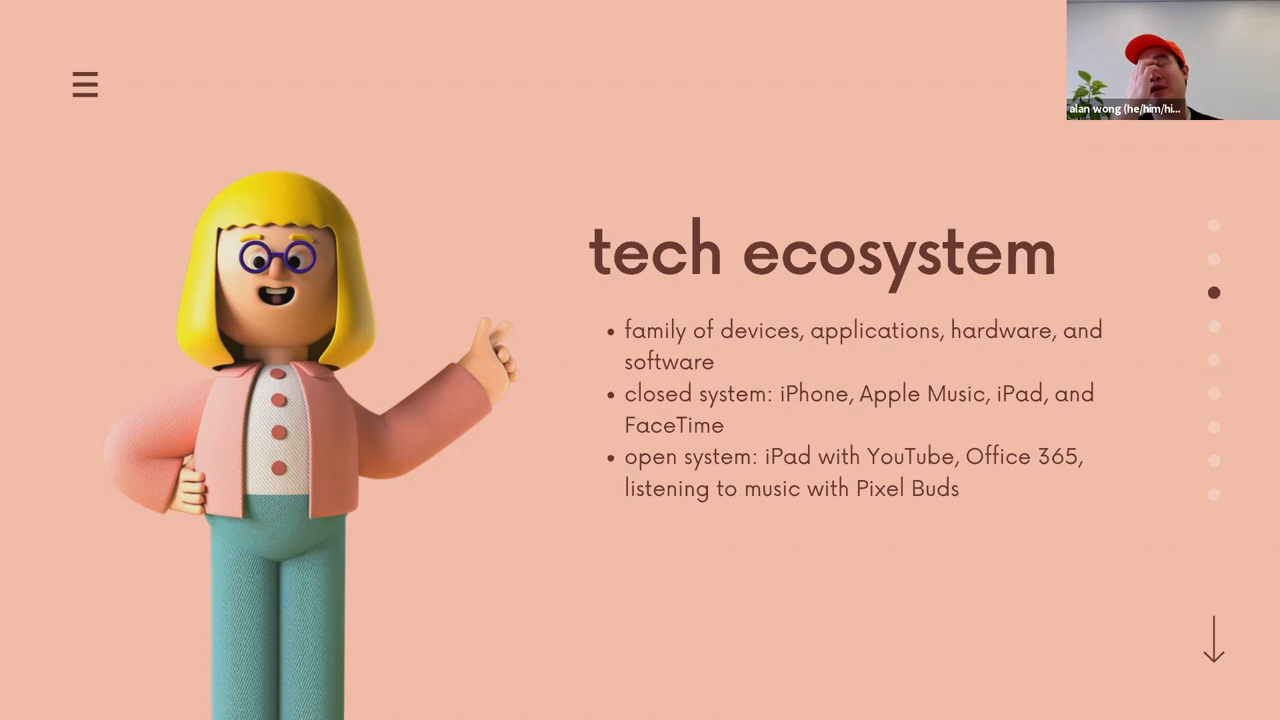 alan wong (he/him/hi...
tech ecosystem
• family of devices, applications, hardware, and
software
• closed system: iPhone, Apple Music, iPad, and
FaceTime
• open system: iPad with YouTube, Office 365,
listening to music with Pixel Buds